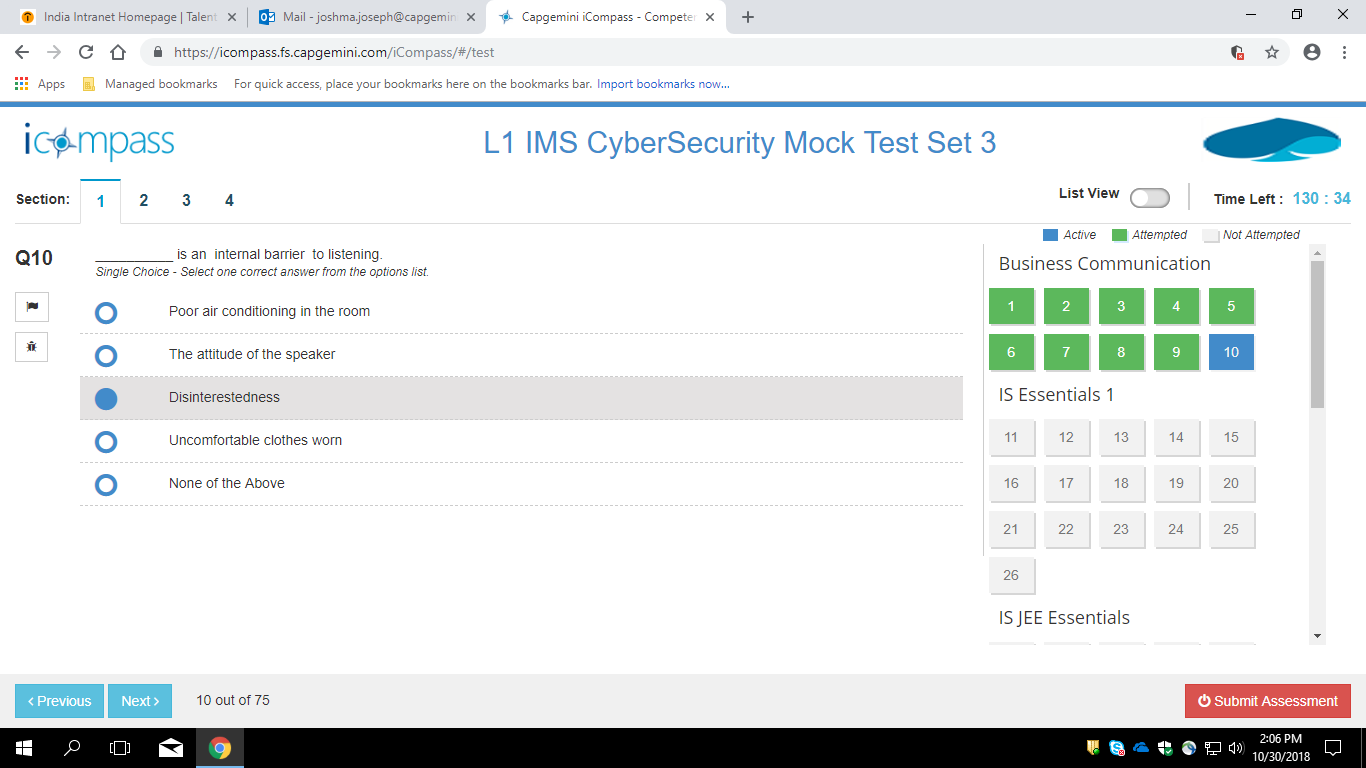 India Intranet Homepage | Talent
Mail - joshma.joseph@capgemin
Capgemini iCompass - Competer
https://icompass.fs.capgemini.com/iCompass/#/test
Apps
Managed bookmarks
For quick access, place your bookmarks here on the bookmarks bar. Import bookmarks now...
icompass
L1 IMS CyberSecurity Mock Test Set 3
Section: 1 2 3 4
List View
Time Left : 130 : 34
Active Attempted Not Attempted
Q10
__________ is an internal barrier to listening.
Single Choice - Select one correct answer from the options list.
Poor air conditioning in the room
The attitude of the speaker
Disinterestedness
Uncomfortable clothes worn
None of the Above
Business Communication
1 2 3 4 5
6 7 8 9 10
IS Essentials 1
11 12 13 14 15
16 17 18 19 20
21 22 23 24 25
26
IS JEE Essentials
‹ Previous
Next ›
10 out of 75
Submit Assessment
2:06 PM
10/30/2018